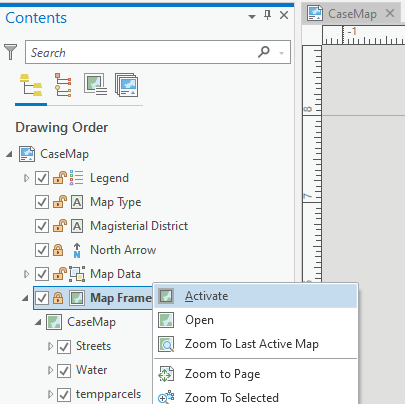 Contents
CaseMap
Search
-1
Drawing Order
CaseMap
Legend
8
Map Type
7
Magisterial District
North Arrow
Map Data
Map Frame
Activate
CaseMap
Open
Streets
Zoom To Last Active Map
Water
Zoom to Page
tempparcels
Zoom To Selected